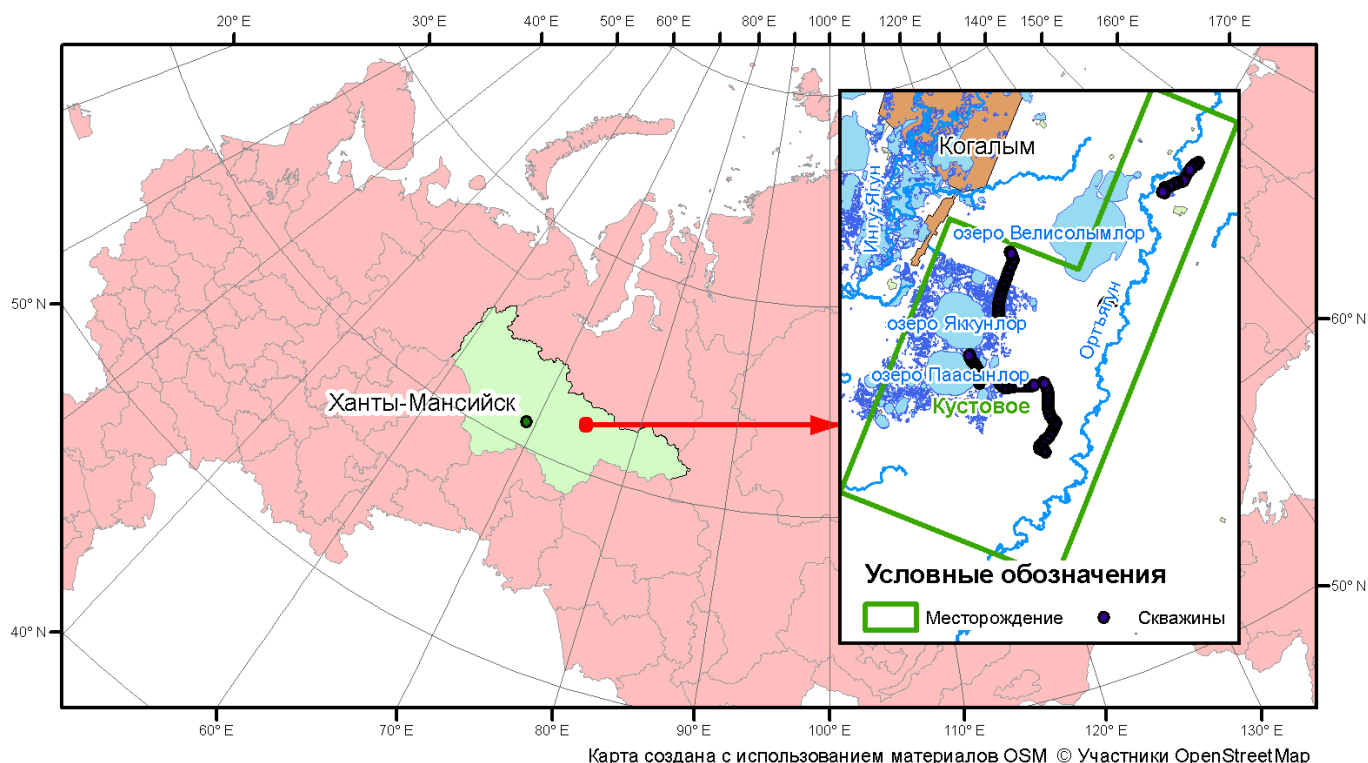 20° E 30° E 40° E 50° E 60° E 70° E 80° E 90° E 100° E 120° E 140° E 150° E 160° E 170° E
Когалым
Ингу-Ягун
озеро Велисолымлор
50° N
Ортъягун
60° N
озеро Яккунлор
озеро Паасынлор
Ханты-Мансийск
Кустовое
Условные обозначения
50° N
Месторождение
Скважины
40° N
60° E 70° E 80° E 90° E 100° E 110° E 120° E 130° E
Карта создана с использованием материалов OSM © Участники OpenStreetMap